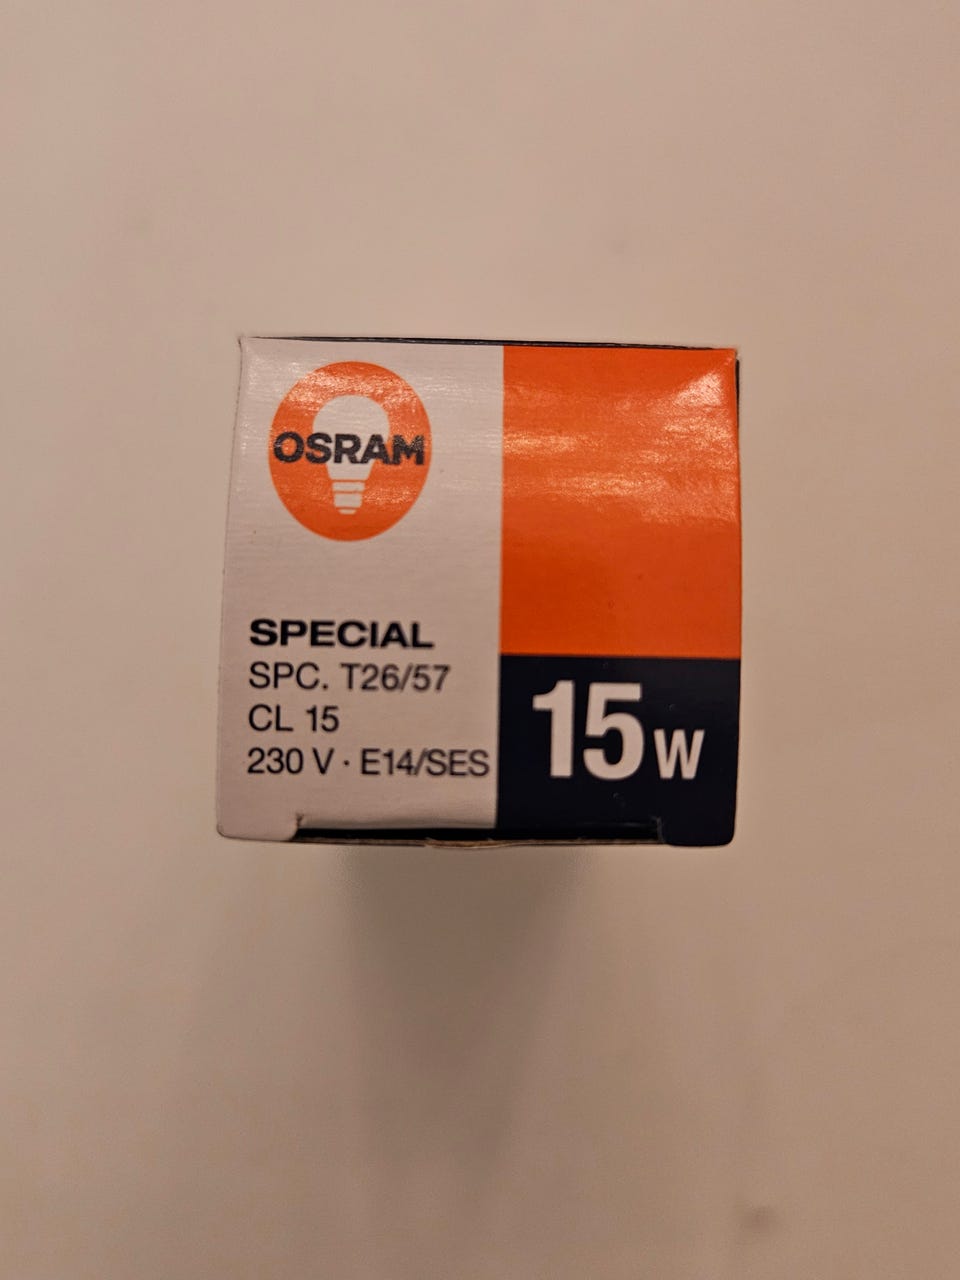 OSRAM
SPECIAL
SPC. T26/57
CL 15
230 V · E14/SES
15 W